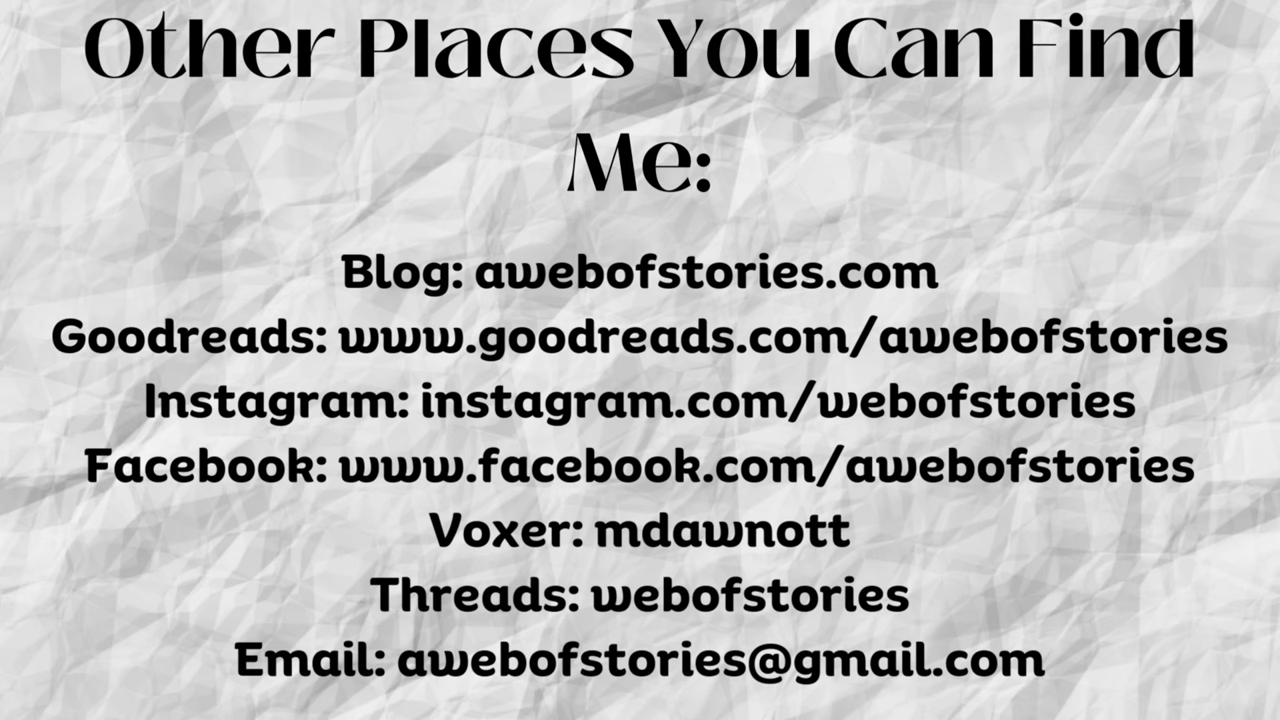 Other Places You Can Find
Me:
Blog: awebofstories.com
Goodreads: www.goodreads.com/awebofstories
Instagram: instagram.com/webofstories
Facebook: www.facebook.com/awebofstories
Voxer: mdawnott
Threads: webofstories
Email: awebofstories@gmail.com